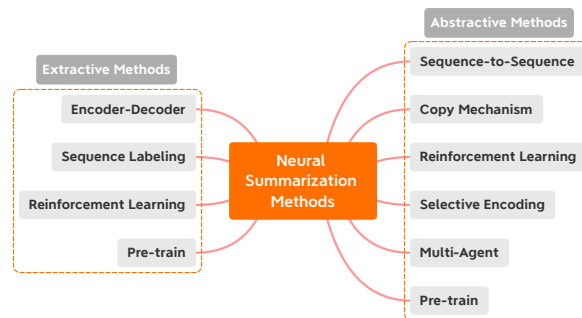 Abstractive Methods
Extractive Methods
Sequence-to-Sequence
Encoder-Decoder
Copy Mechanism
Sequence Labeling
Neural
Summarization
Methods
Reinforcement Learning
Reinforcement Learning
Selective Encoding
Pre-train
Multi-Agent
Pre-train